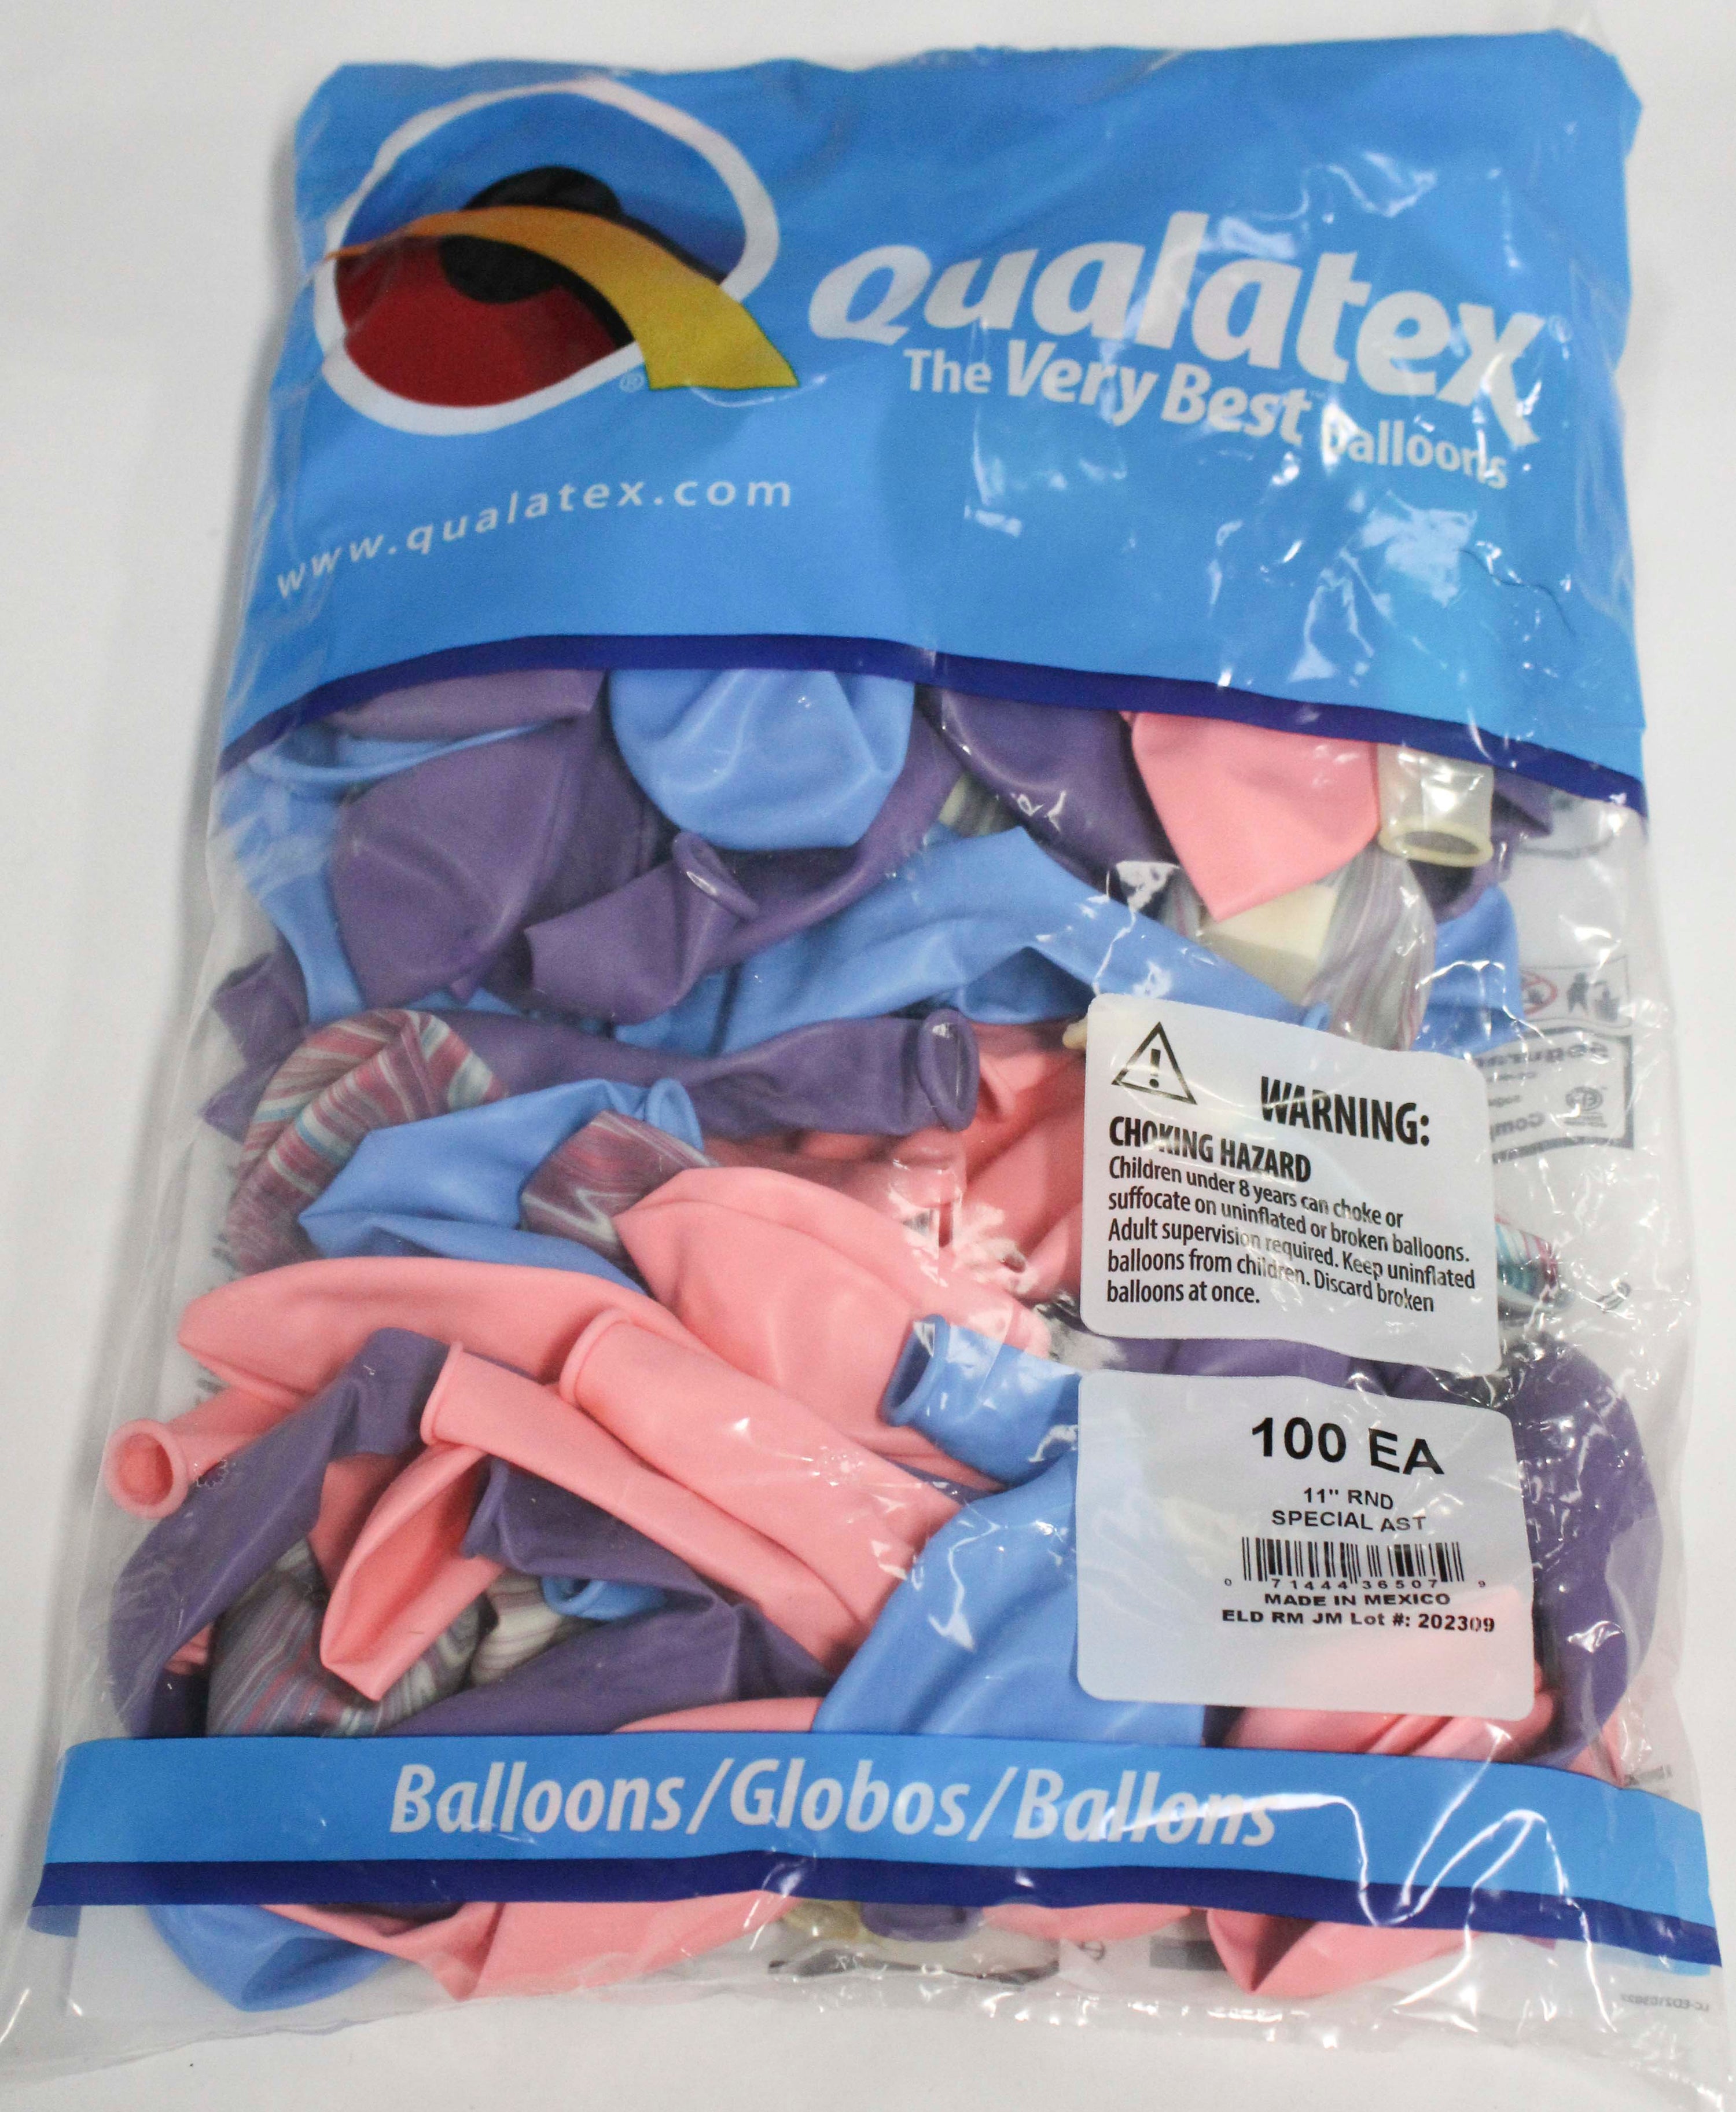 Qualatex®
The Very Best™ balloons
®
www.qualatex.com
WARNING:
CHOKING HAZARD
Children under 8 years can choke or
suffocate on uninflated or broken balloons.
Adult supervision required. Keep uninflated
balloons from children. Discard broken
balloons at once.
100 EA
11" RND
SPECIAL AST
0 71444 36507 9
MADE IN MEXICO
ELD RM JM Lot #: 202309
Balloons/Globos/Ballons